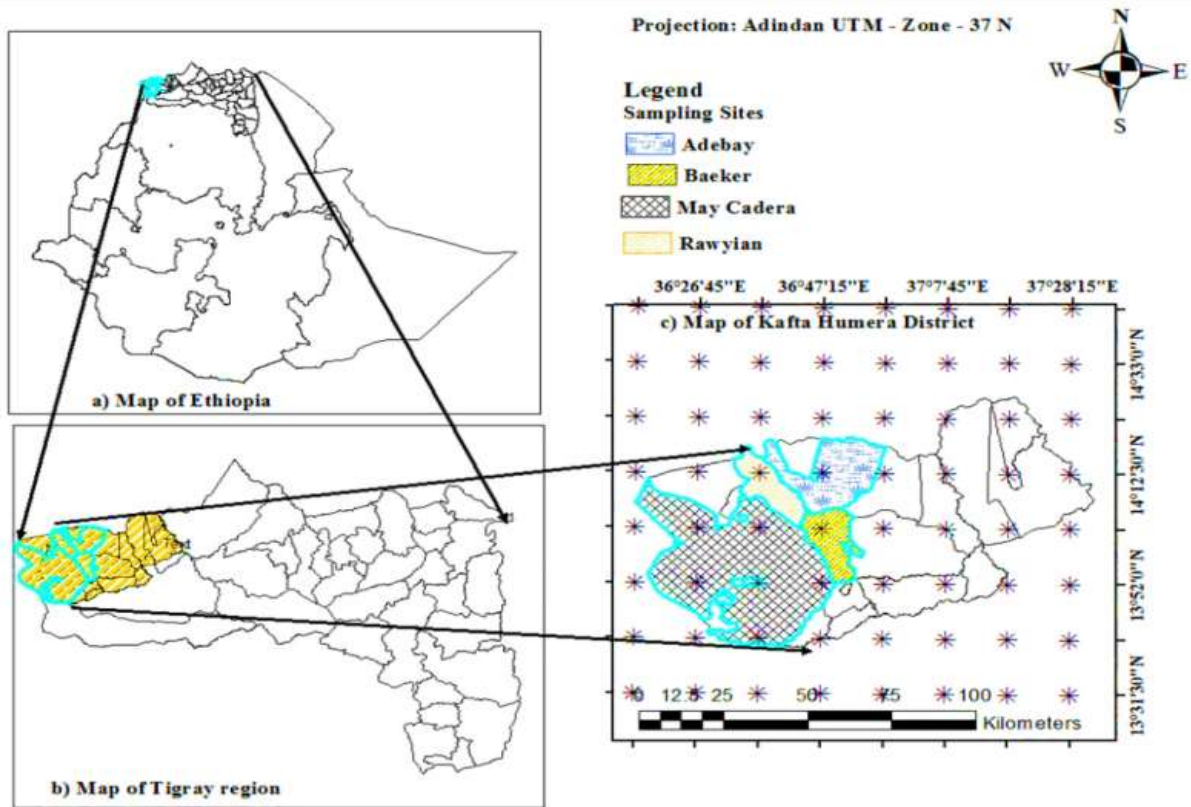 Projection: Adindan UTM - Zone - 37 N
N
W
E
S
Legend
Sampling Sites
Adebay
Baeker
May Cadera
Rawyian
a) Map of Ethiopia
36°26'45"E 36°47'15"E 37°7'45"E 37°28'15"E
c) Map of Kafta Humera District
14°33'0"N
14°12'30"N
13°52'0"N
13°31'30"N
0 12.5 25 50 75 100
Kilometers
b) Map of Tigray region